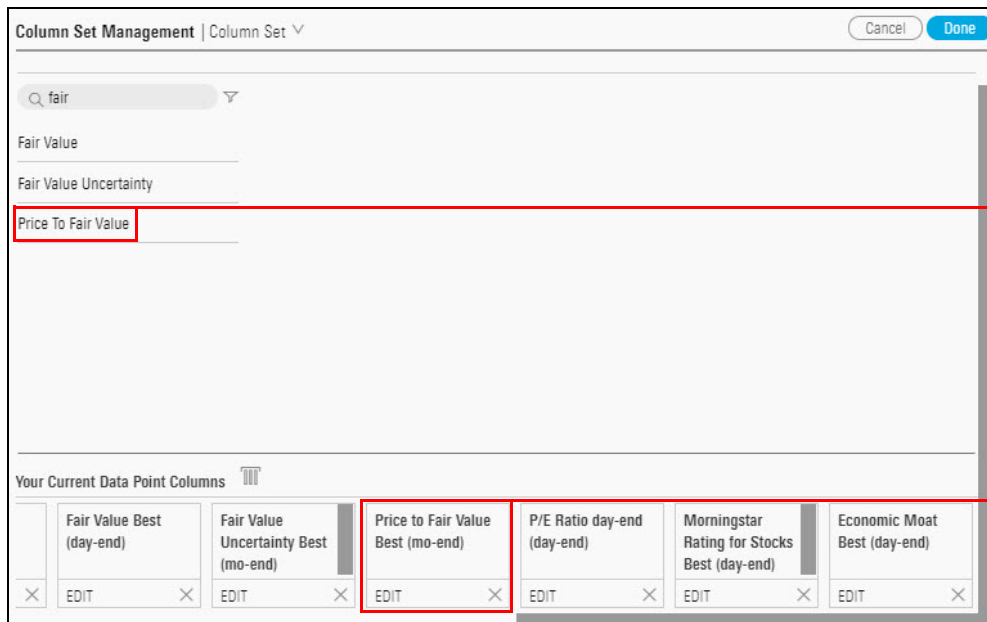 Column Set Management | Column Set
Cancel
Done
fair
Fair Value
Fair Value Uncertainty
Price To Fair Value
Your Current Data Point Columns
Fair Value Best
(day-end)
EDIT
Fair Value
Uncertainty Best
(mo-end)
EDIT
Price to Fair Value
Best (mo-end)
EDIT
P/E Ratio day-end
(day-end)
EDIT
Morningstar
Rating for Stocks
Best (day-end)
EDIT
Economic Moat
Best (day-end)
EDIT